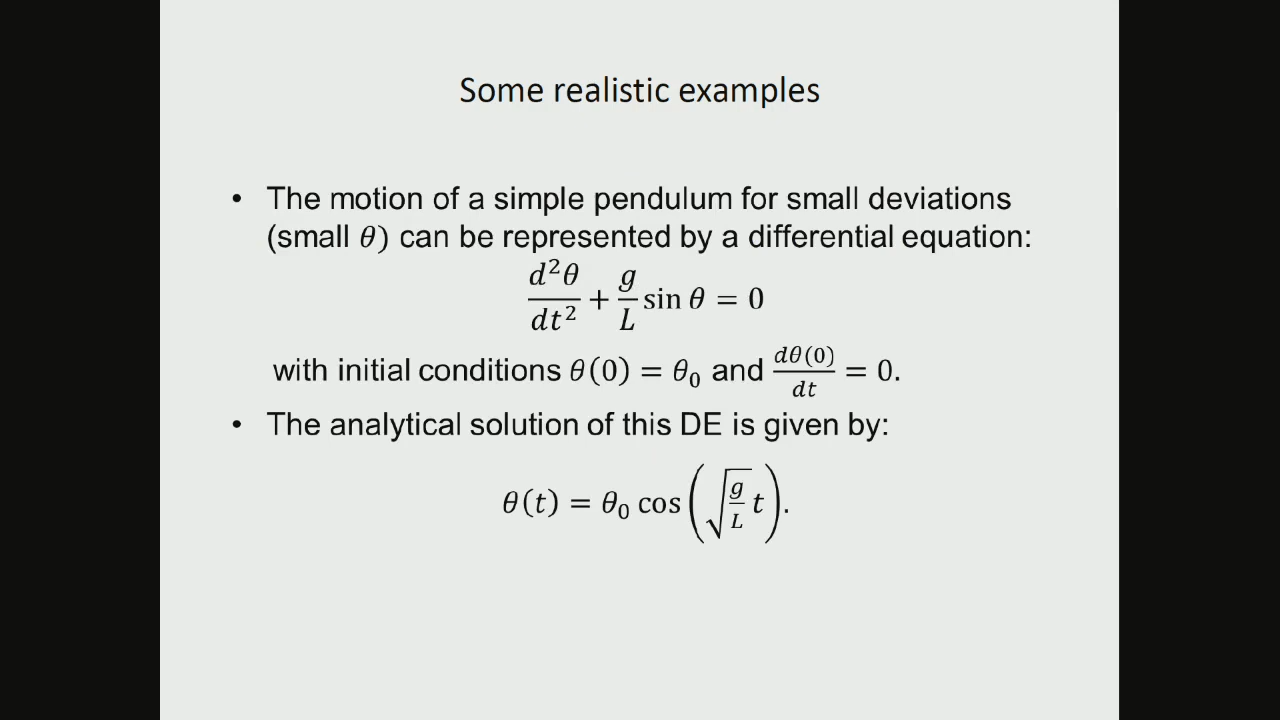 Some realistic examples
• The motion of a simple pendulum for small deviations
(small θ) can be represented by a differential equation:
d²θ/dt² + g/L sin θ = 0
with initial conditions θ(0) = θ₀ and dθ(0)/dt = 0.
• The analytical solution of this DE is given by:
θ(t) = θ₀ cos(√(g/L) t).